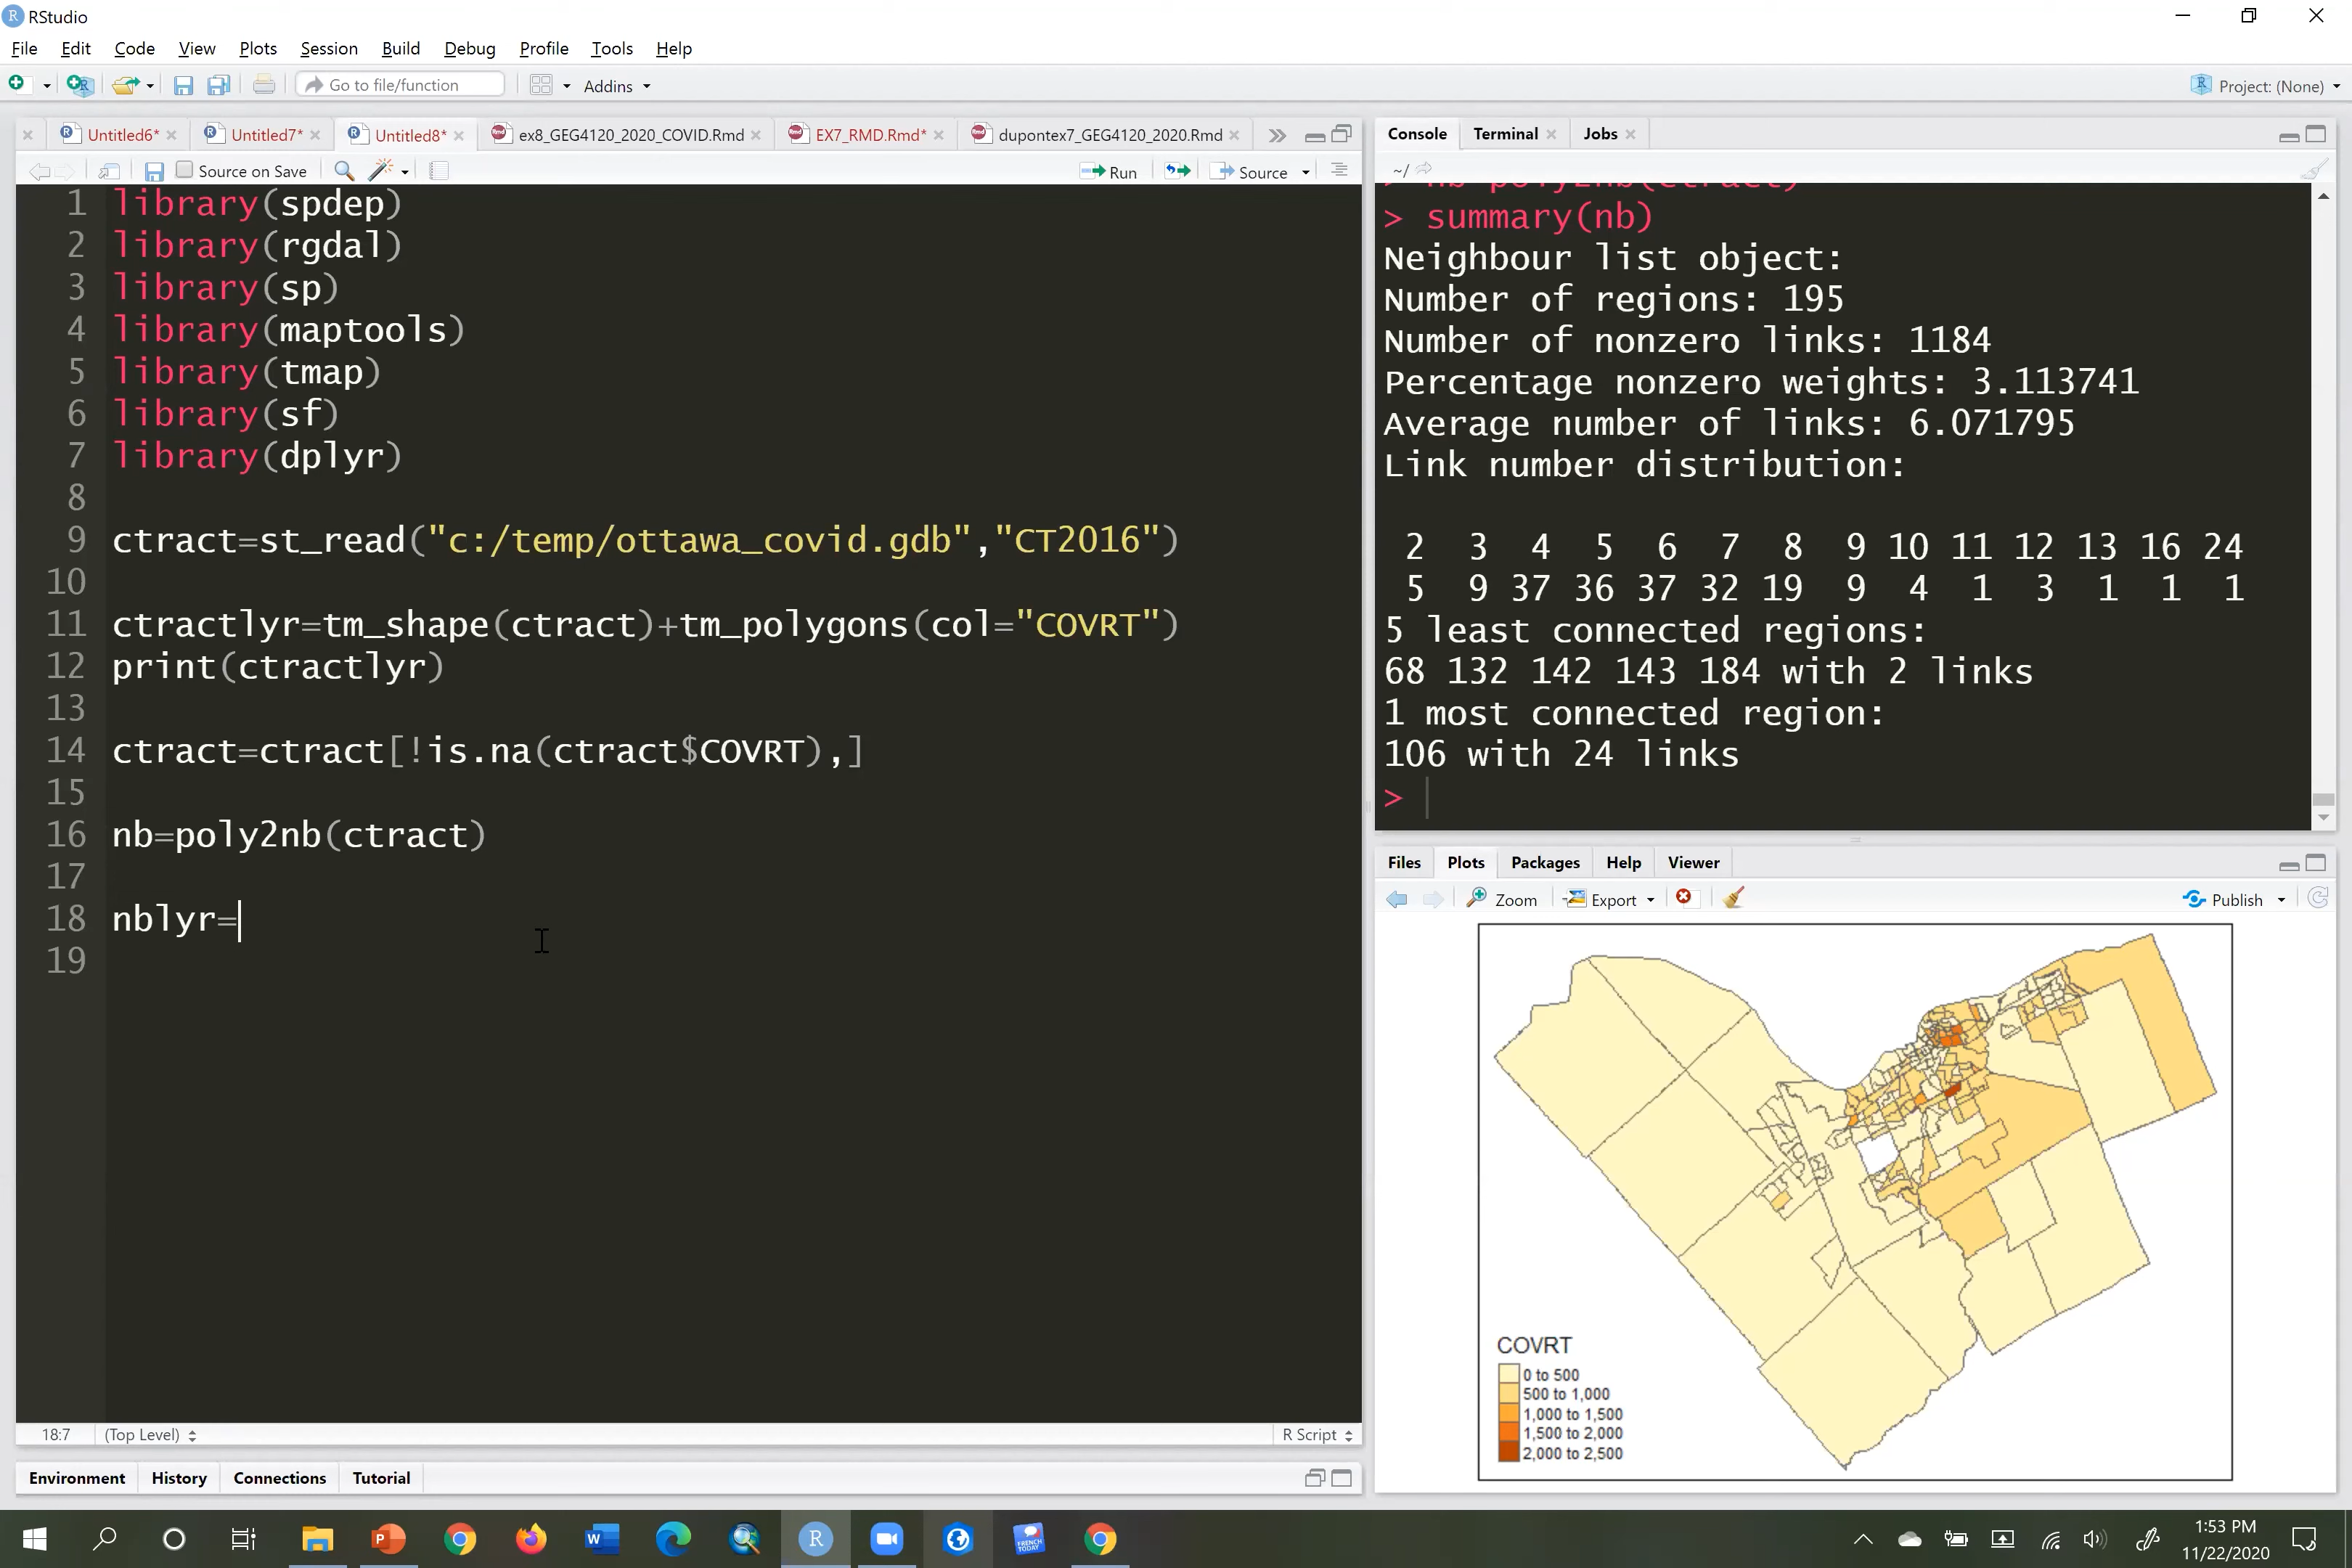 RStudio
File Edit Code View Plots Session Build Debug Profile Tools Help
Go to file/function Addins Project: (None)
Untitled6* Untitled7* Untitled8* ex8_GEG4120_2020_COVID.Rmd EX7_RMD.Rmd* dupontex7_GEG4120_2020.Rmd
Source on Save Run Source
1 library(spdep)
2 library(rgdal)
3 library(sp)
4 library(maptools)
5 library(tmap)
6 library(sf)
7 library(dplyr)
8
9 ctract=st_read("c:/temp/ottawa_covid.gdb","CT2016")
10
11 ctractlyr=tm_shape(ctract)+tm_polygons(col="COVRT")
12 print(ctractlyr)
13
14 ctract=ctract[!is.na(ctract$COVRT),]
15
16 nb=poly2nb(ctract)
17
18 nblyr=
19
18:7 (Top Level) R Script
Environment History Connections Tutorial
Console Terminal Jobs
~/
> summary(nb)
Neighbour list object:
Number of regions: 195
Number of nonzero links: 1184
Percentage nonzero weights: 3.113741
Average number of links: 6.071795
Link number distribution:
2 3 4 5 6 7 8 9 10 11 12 13 16 24
5 9 37 36 37 32 19 9 4 1 3 1 1 1
5 least connected regions:
68 132 142 143 184 with 2 links
1 most connected region:
106 with 24 links
>
Files Plots Packages Help Viewer
Zoom Export Publish
COVRT
0 to 500
500 to 1,000
1,000 to 1,500
1,500 to 2,000
2,000 to 2,500
FRENCH TODAY
1:53 PM
11/22/2020